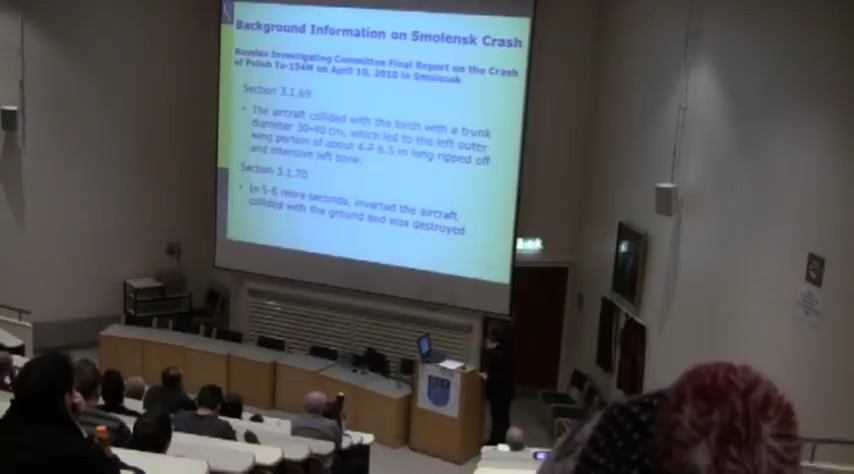 Background Information on Smolensk Crash
Russian Investigating Committee Final Report on the Crash
of Polish Tu-154M on April 10, 2010 in Smolensk
Section 3.1.69
• The aircraft collided with the birch with a trunk
diameter 30-40 cm, which led to the left outer
wing portion of about 4.7 6.5 m long ripped off
and intensive left bank.
Section 3.1.70
• In 5-6 more seconds, inverted the aircraft
collided with the ground and was destroyed